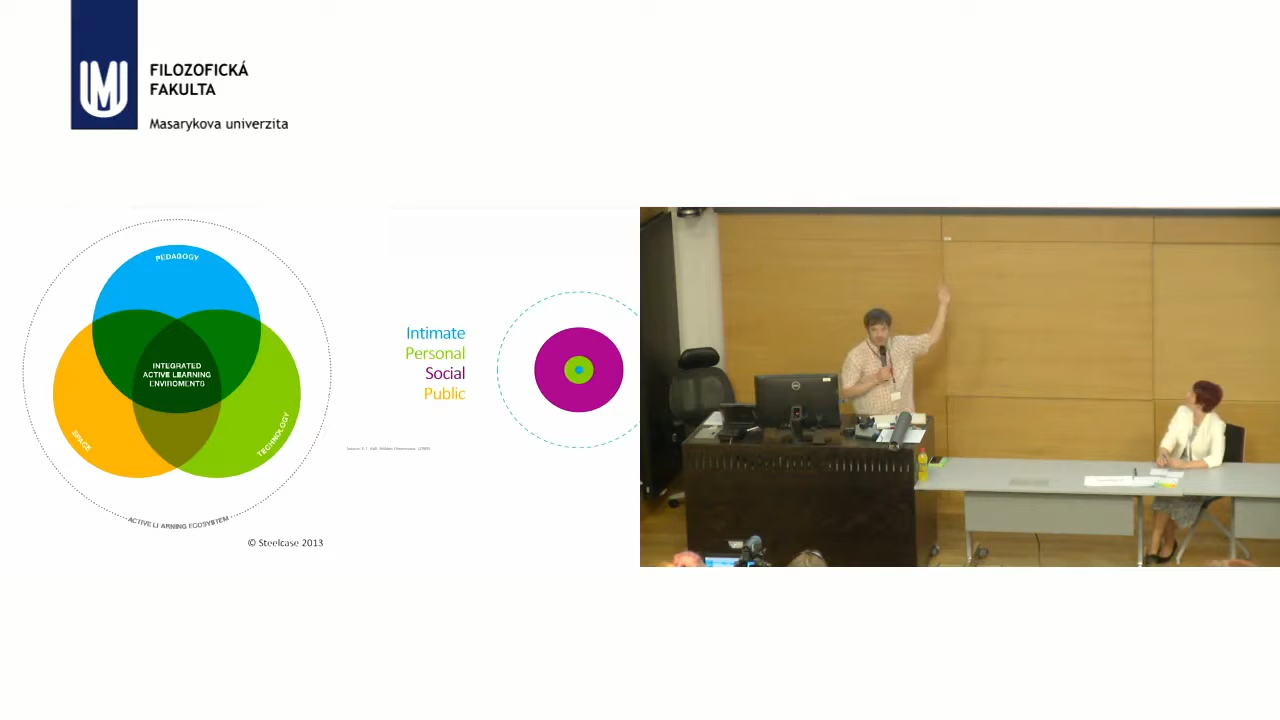 FILOZOFICKÁ
FAKULTA
Masarykova univerzita
PEDAGOGY
INTEGRATED
ACTIVE LEARNING
ENVIROMENTS
SPACE
TECHNOLOGY
ACTIVE LEARNING ECOSYSTEM
© Steelcase 2013
Intimate
Personal
Social
Public
DELL